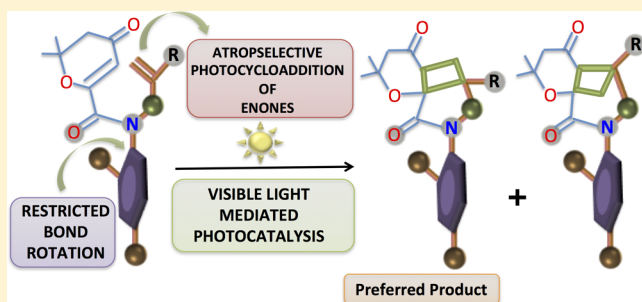 O
R
O
O
N
RESTRICTED
BOND
ROTATION
ATROPSELECTIVE
PHOTOCYCLOADDITION
OF
ENONES
VISIBLE LIGHT
MEDIATED
PHOTOCATALYSIS
O
R
O
O
N
+
O
R
O
O
N
Preferred Product